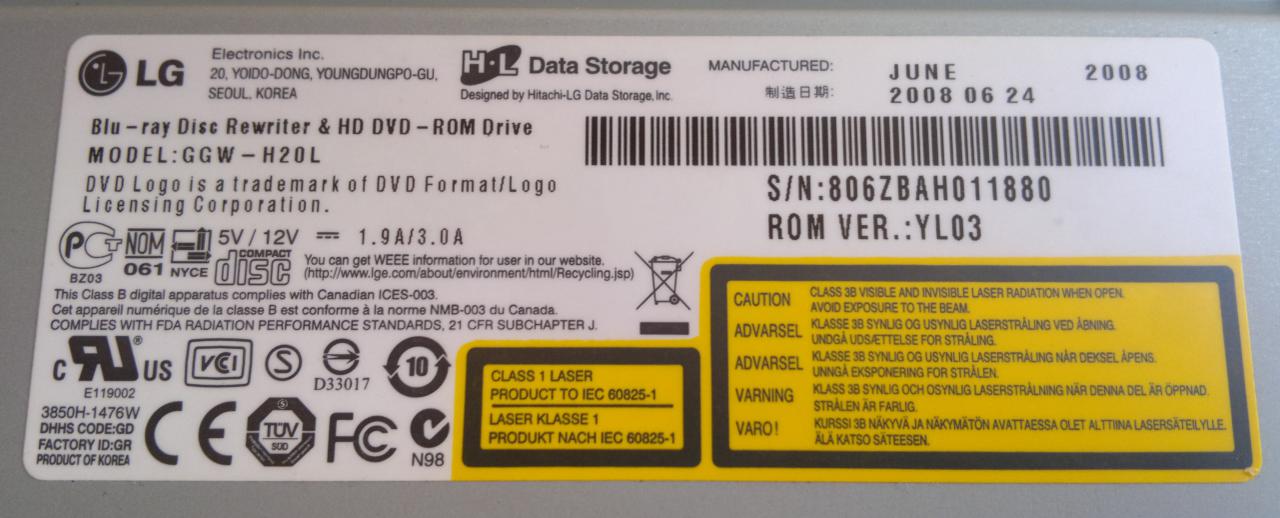 LG
Electronics Inc.
20, YOIDO-DONG, YOUNGDUNGPO-GU,
SEOUL, KOREA
H·L Data Storage
Designed by Hitachi-LG Data Storage, Inc.
MANUFACTURED: JUNE 2008
制造日期: 2008 06 24
Blu-ray Disc Rewriter & HD DVD-ROM Drive
MODEL:GGW-H20L
DVD Logo is a trademark of DVD Format/Logo
Licensing Corporation.
S/N:806ZBAH011880
ROM VER.:YL03
PCT
BZ03
NOM
061
NYCE
5V / 12V ⎓ 1.9A/3.0A
COMPACT
disc
You can get WEEE information for user in our website.
(http://www.lge.com/about/environment/html/Recycling.jsp)
This Class B digital apparatus complies with Canadian ICES-003.
Cet appareil numérique de la classe B est conforme à la norme NMB-003 du Canada.
COMPLIES WITH FDA RADIATION PERFORMANCE STANDARDS, 21 CFR SUBCHAPTER J.
C RU ® US
E119002
VCI
S
D33017
10
3850H-1476W
DHHS CODE:GD
FACTORY ID:GR
PRODUCT OF KOREA
CE
S
TÜV
SÜD
FC
N98
CLASS 1 LASER
PRODUCT TO IEC 60825-1
LASER KLASSE 1
PRODUKT NACH IEC 60825-1
CAUTION CLASS 3B VISIBLE AND INVISIBLE LASER RADIATION WHEN OPEN.
AVOID EXPOSURE TO THE BEAM.
ADVARSEL KLASSE 3B SYNLIG OG USYNLIG LASERSTRÅLING VED ÅBNING.
UNDGÅ UDSÆTTELSE FOR STRÅLING.
ADVARSEL KLASSE 3B SYNLIG OG USYNLIG LASERSTRÅLING NÅR DEKSEL ÅPENS.
UNNGÅ EKSPONERING FOR STRÅLEN.
VARNING KLASS 3B SYNLIG OCH OSYNLIG LASERSTRÅLNING NÄR DENNA DEL ÄR ÖPPNAD.
STRÅLEN ÄR FARLIG.
VARO! KURSSI 3B NÄKYVÄ JA NÄKYMÄTÖN AVATTAESSA OLET ALTTIINA LASERSÄTEILYLLE.
ÄLÄ KATSO SÄTEESEN.